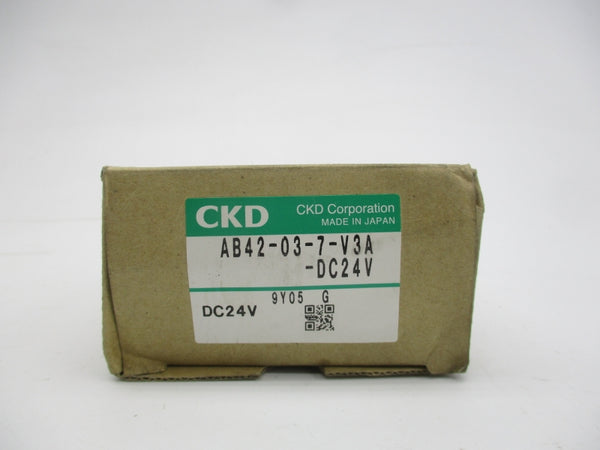 CKD
CKD Corporation
MADE IN JAPAN
AB42-03-7-V3A
-DC24V
9Y05 G
DC24V